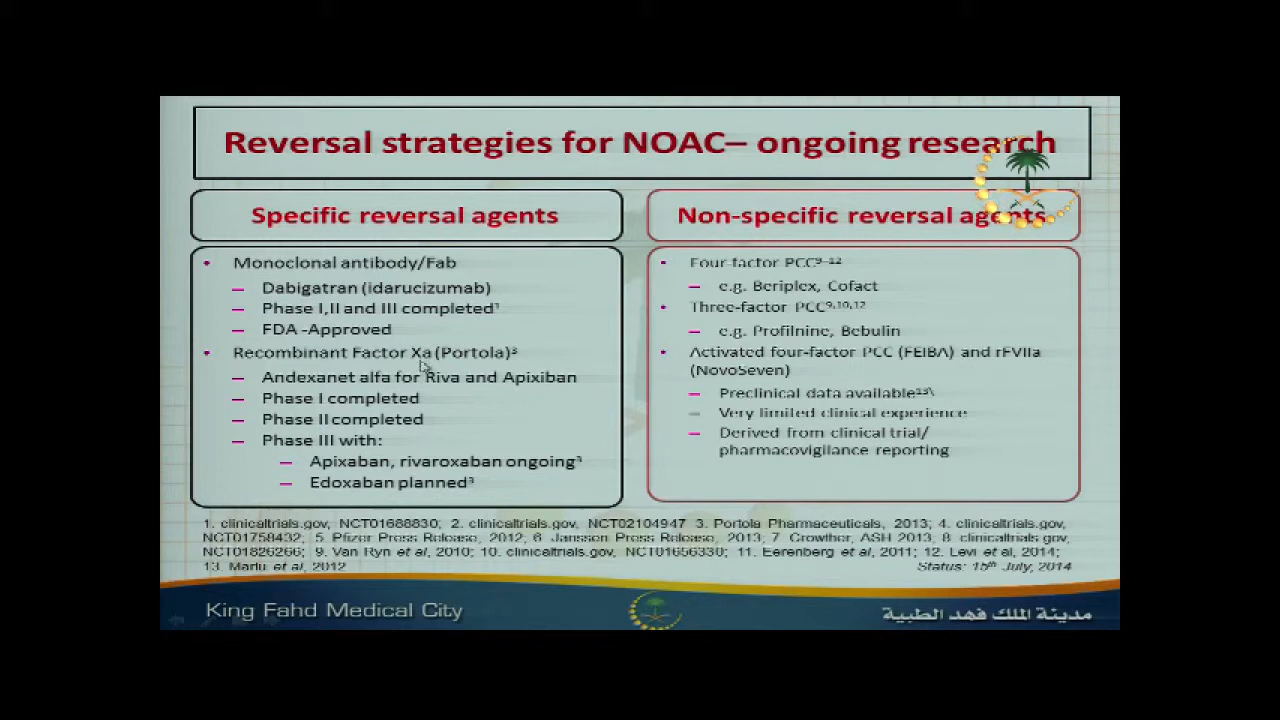 Reversal strategies for NOAC– ongoing research
Specific reversal agents
• Monoclonal antibody/Fab
– Dabigatran (idarucizumab)
– Phase I,II and III completed¹
– FDA -Approved
• Recombinant Factor Xa (Portola)²
– Andexanet alfa for Riva and Apixiban
– Phase I completed
– Phase II completed
– Phase III with:
– Apixaban, rivaroxaban ongoing³
– Edoxaban planned³
Non-specific reversal agents
• Four-factor PCC⁹⁻¹²
– e.g. Beriplex, Cofact
• Three-factor PCC⁹,¹⁰,¹²
– e.g. Profilnine, Bebulin
• Activated four-factor PCC (FEIBA) and rFVIIa
(NovoSeven)
– Preclinical data available¹³\
– Very limited clinical experience
– Derived from clinical trial/
pharmacovigilance reporting
1. clinicaltrials.gov, NCT01688830; 2. clinicaltrials.gov, NCT02104947 3. Portola Pharmaceuticals, 2013; 4. clinicaltrials.gov,
NCT01758432; 5. Pfizer Press Release, 2012; 6. Janssen Press Release, 2013; 7. Crowther, ASH 2013, 8. clinicaltrials.gov,
NCT01826266; 9. Van Ryn et al, 2010; 10. clinicaltrials.gov, NCT01656330; 11. Eerenberg et al, 2011; 12. Levi et al, 2014;
13. Marlu et al, 2012
Status: 15th July, 2014
King Fahd Medical City
مدينة الملك فهد الطبية